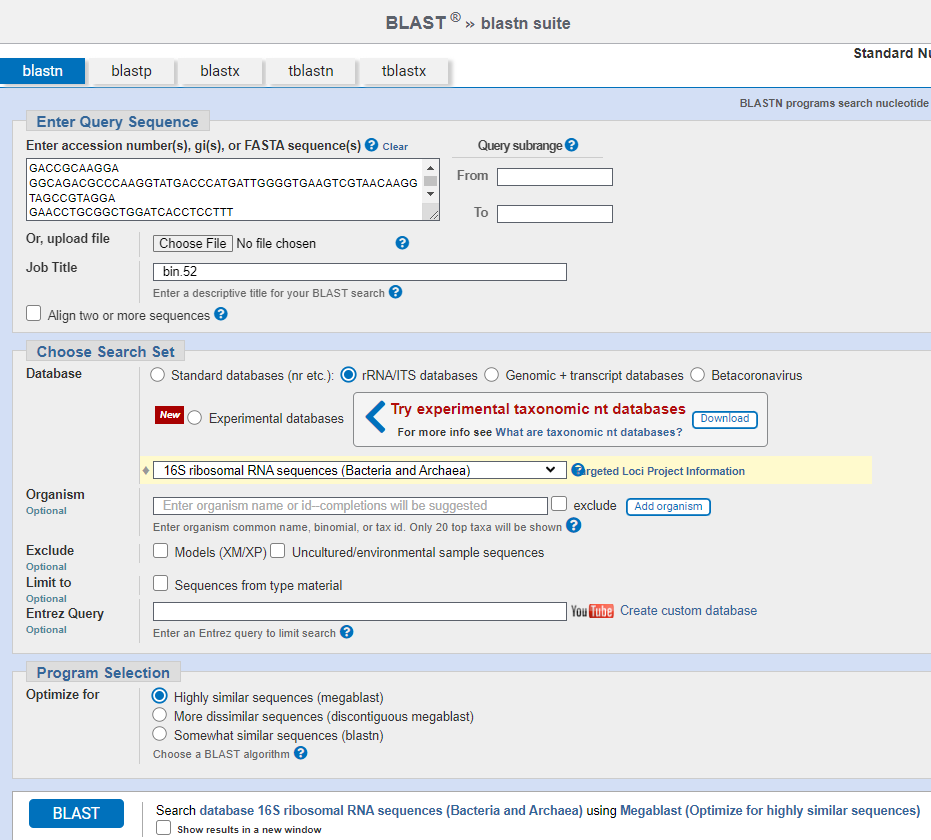 BLAST ® » blastn suite
Standard Nu
blastn blastp blastx tblastn tblastx
BLASTN programs search nucleotide
Enter Query Sequence
Enter accession number(s), gi(s), or FASTA sequence(s) ? Clear
Query subrange ?
GACCGCAAGGA
GGCAGACGCCCAAGGTATGACCCATGATTGGGGTGAAGTCGTAACAAGG
TAGCCGTAGGA
GAACCTGCGGCTGGATCACCTCCTTT
From
To
Or, upload file
Choose File No file chosen ?
Job Title
bin.52
Enter a descriptive title for your BLAST search ?
Align two or more sequences ?
Choose Search Set
Database
Standard databases (nr etc.): rRNA/ITS databases Genomic + transcript databases Betacoronavirus
New Experimental databases
Try experimental taxonomic nt databases
Download
For more info see What are taxonomic nt databases?
16S ribosomal RNA sequences (Bacteria and Archaea) ? argeted Loci Project Information
Organism
Optional
Enter organism name or id--completions will be suggested exclude Add organism
Enter organism common name, binomial, or tax id. Only 20 top taxa will be shown ?
Exclude
Optional
Models (XM/XP) Uncultured/environmental sample sequences
Limit to
Optional
Sequences from type material
Entrez Query
Optional
YouTube Create custom database
Enter an Entrez query to limit search ?
Program Selection
Optimize for
Highly similar sequences (megablast)
More dissimilar sequences (discontiguous megablast)
Somewhat similar sequences (blastn)
Choose a BLAST algorithm ?
BLAST
Search database 16S ribosomal RNA sequences (Bacteria and Archaea) using Megablast (Optimize for highly similar sequences)
Show results in a new window